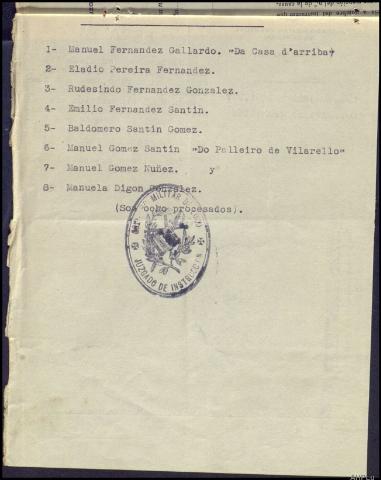 1- Manuel Fernandez Gallardo. "Da Casa d'arriba"
2- Eladio Pereira Fernandez.
3- Rudesindo Fernandez Gonzalez.
4- Emilio Fernandez Santin.
5- Baldomero Santin Gomez.
6- Manuel Gomez Santin "Do Palleiro de Vilarello"
7- Manuel Gomez Nuñez. y
8- Manuela Digon Gonzalez.
(Son ocho procesados).
MILITAR
JUZGADO DE INSTRUCCION